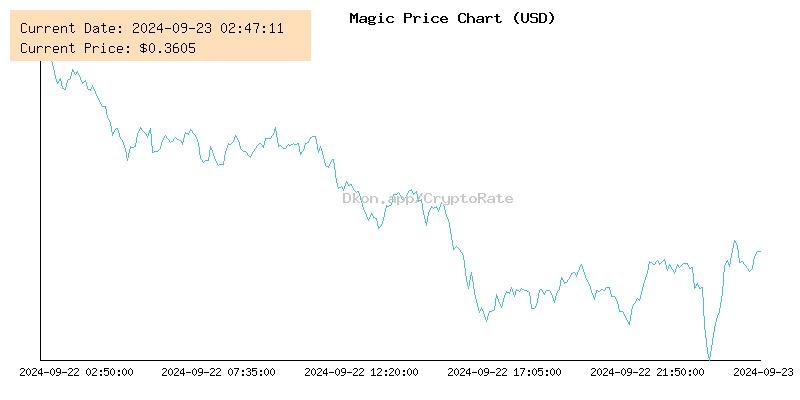 Magic Price Chart (USD)
Current Date: 2024-09-23 02:47:11
Current Price: $0.3605
Dkon.app/CryptoRate
2024-09-22 02:50:00 2024-09-22 07:35:00 2024-09-22 12:20:00 2024-09-22 17:05:00 2024-09-22 21:50:00 2024-09-23